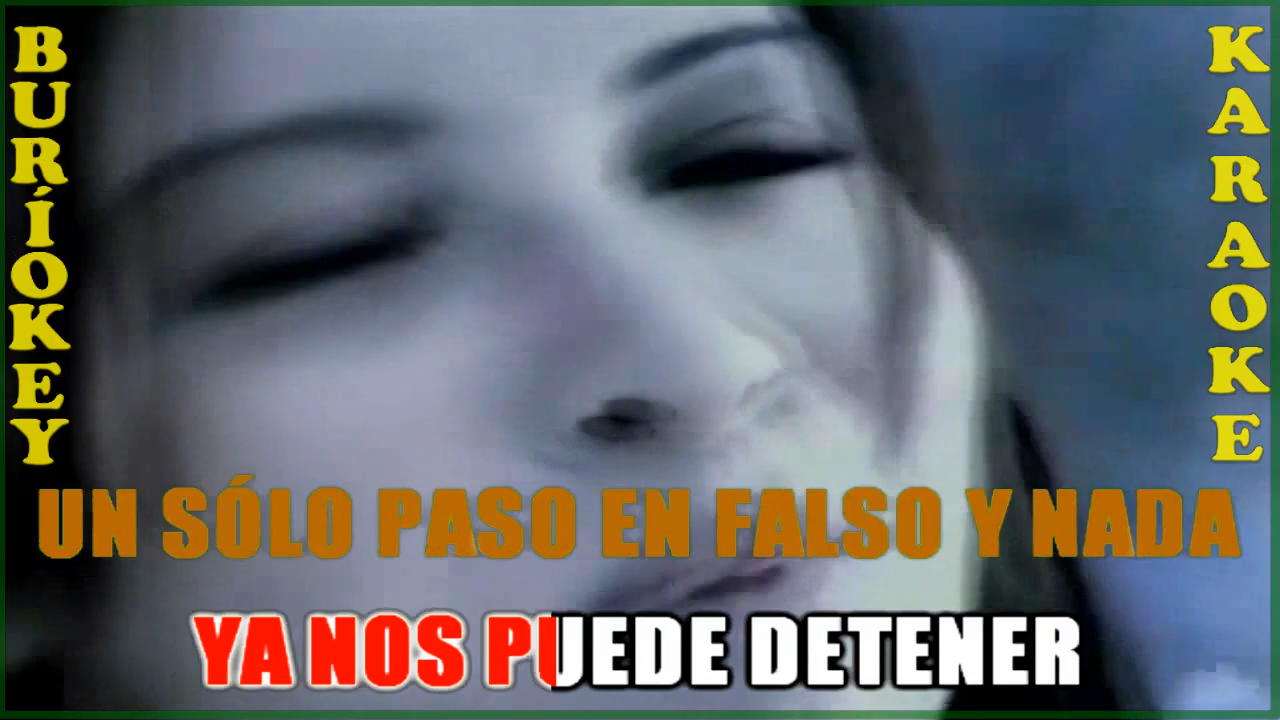 BURÍOKEY
KARAOKE
UN SÓLO PASO EN FALSO Y NADA
YA NOS PUEDE DETENER